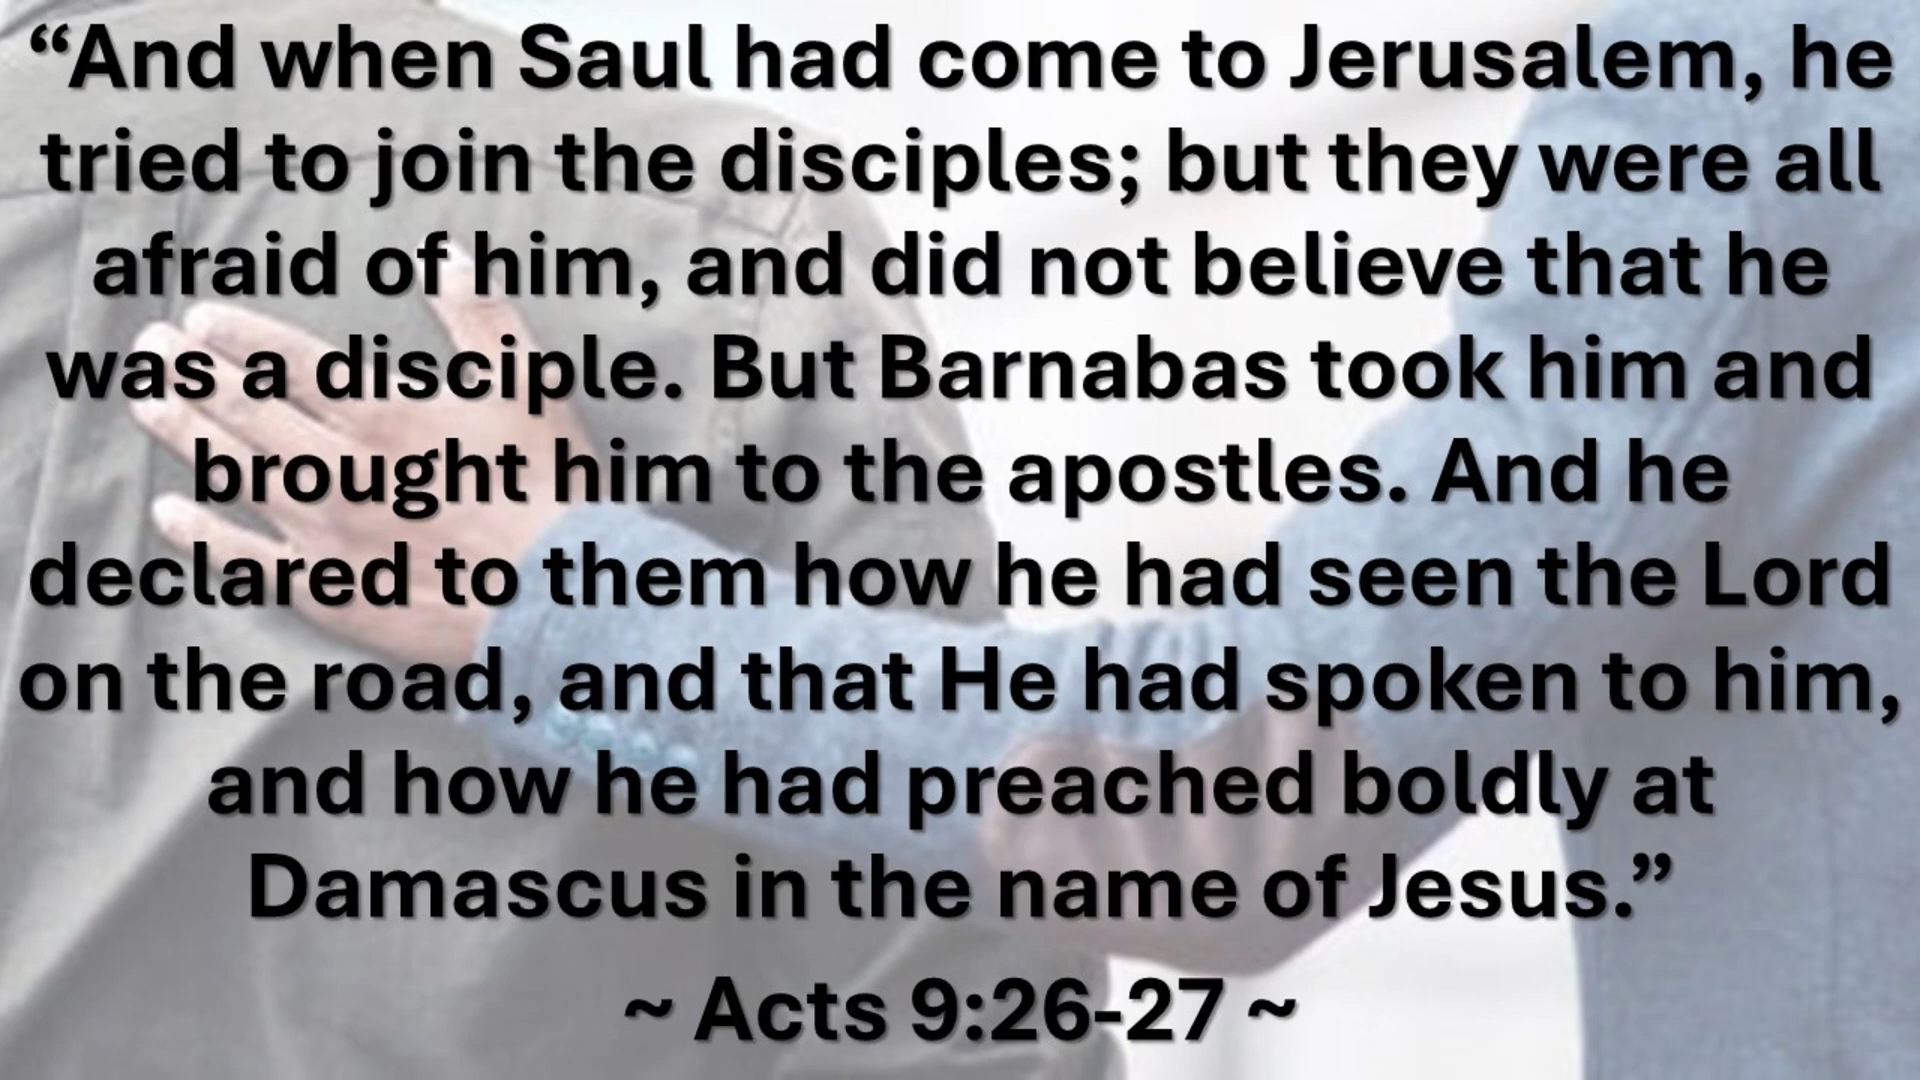 “And when Saul had come to Jerusalem, he
tried to join the disciples; but they were all
afraid of him, and did not believe that he
was a disciple. But Barnabas took him and
brought him to the apostles. And he
declared to them how he had seen the Lord
on the road, and that He had spoken to him,
and how he had preached boldly at
Damascus in the name of Jesus.”
~ Acts 9:26-27 ~